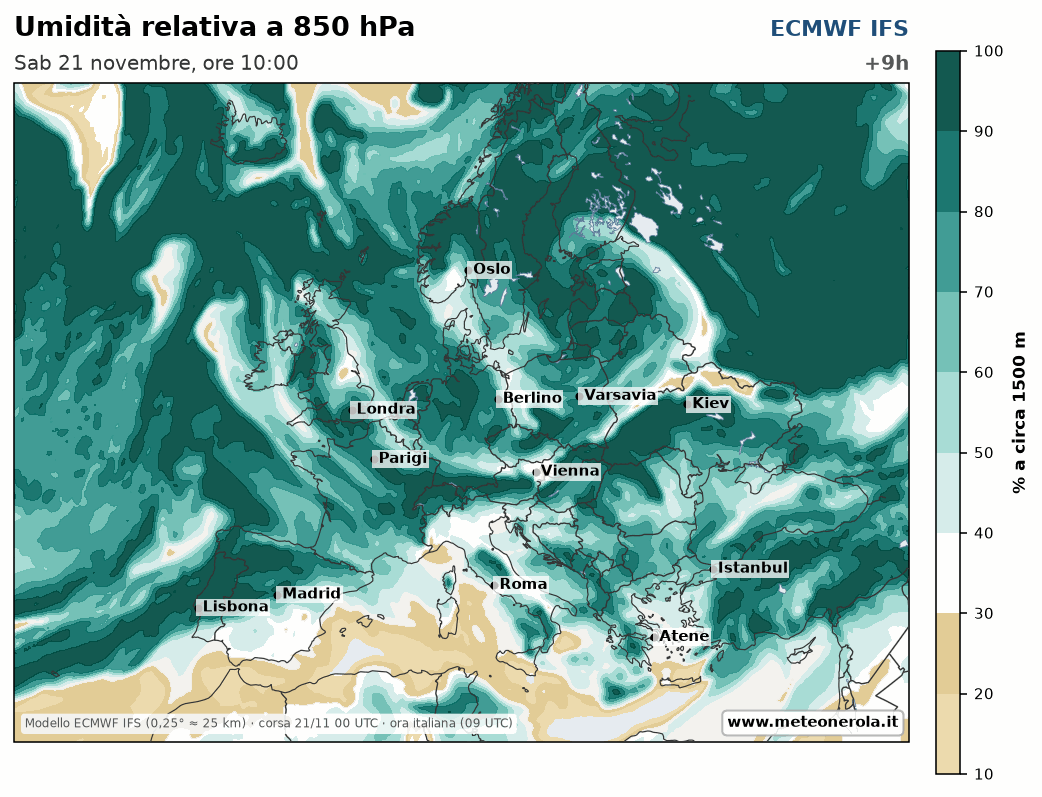 Umidità relativa a 850 hPa
ECMWF IFS
Sab 21 novembre, ore 10:00
+9h
100
90
80
70
60
50
40
30
20
10
% a circa 1500 m
Oslo
Berlino
Varsavia
Kiev
Londra
Parigi
Vienna
Istanbul
Roma
Madrid
Lisbona
Atene
Modello ECMWF IFS (0,25° ≈ 25 km) · corsa 21/11 00 UTC · ora italiana (09 UTC)
www.meteonerola.it